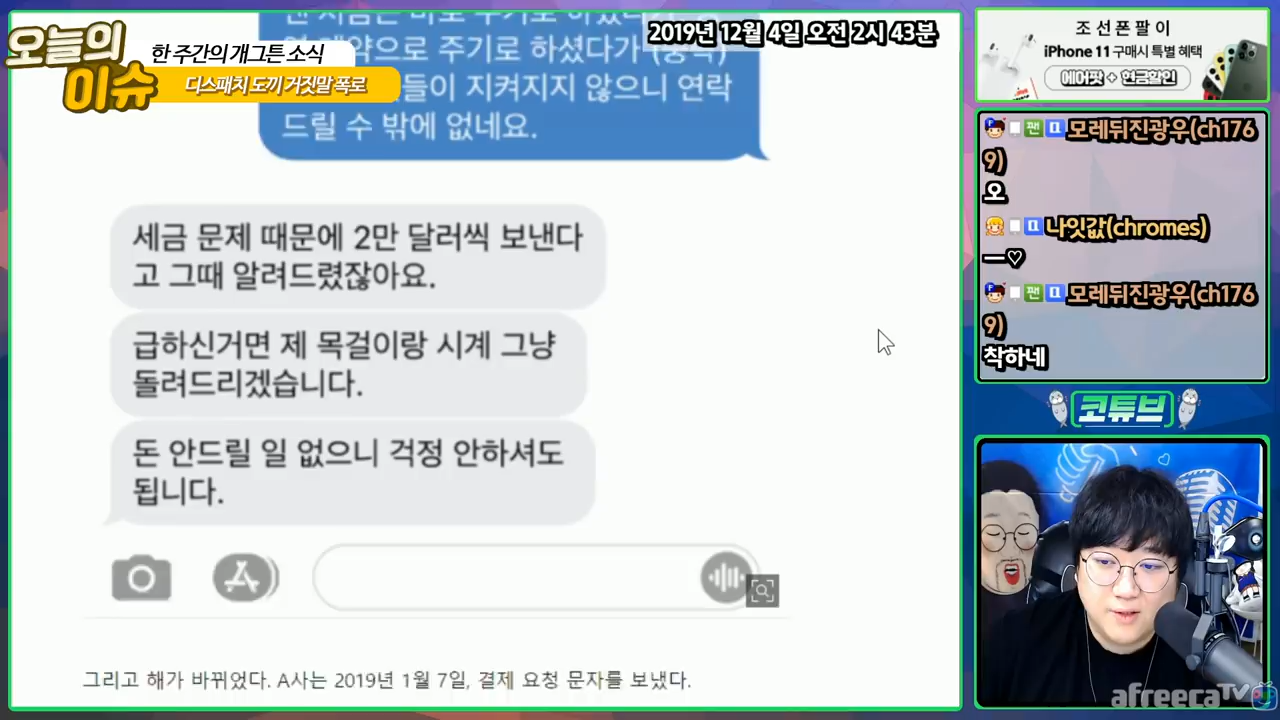 오늘의
이슈
한 주간의 개그튼 소식
디스패치 도끼 거짓말 폭로
2019년 12월 4일 오전 2시 43분
으로 주기로 하셨다가 (중략)
들이 지켜지지 않으니 연락
드릴 수 밖에 없네요.
세금 문제 때문에 2만 달러씩 보낸다
고 그때 알려드렸잖아요.
급하신거면 제 목걸이랑 시계 그냥
돌려드리겠습니다.
돈 안드릴 일 없으니 걱정 안하셔도
됩니다.
그리고 해가 바뀌었다. A사는 2019년 1월 7일, 결제 요청 문자를 보냈다.
조선폰팔이
iPhone 11 구매시 특별 혜택
에어팟 + 현금할인
팬 모레뒤진광우(ch176
9)
오
나잇값(chromes)
ㅡ♡
팬 모레뒤진광우(ch176
9)
착하네
코튜브
afreecaTV